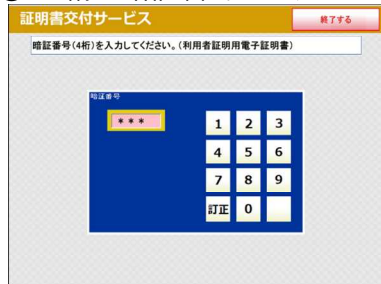 証明書交付サービス
終了する
暗証番号(4桁)を入力してください。(利用者証明用電子証明書)
暗証番号
***
1 2 3
4 5 6
7 8 9
訂正 0